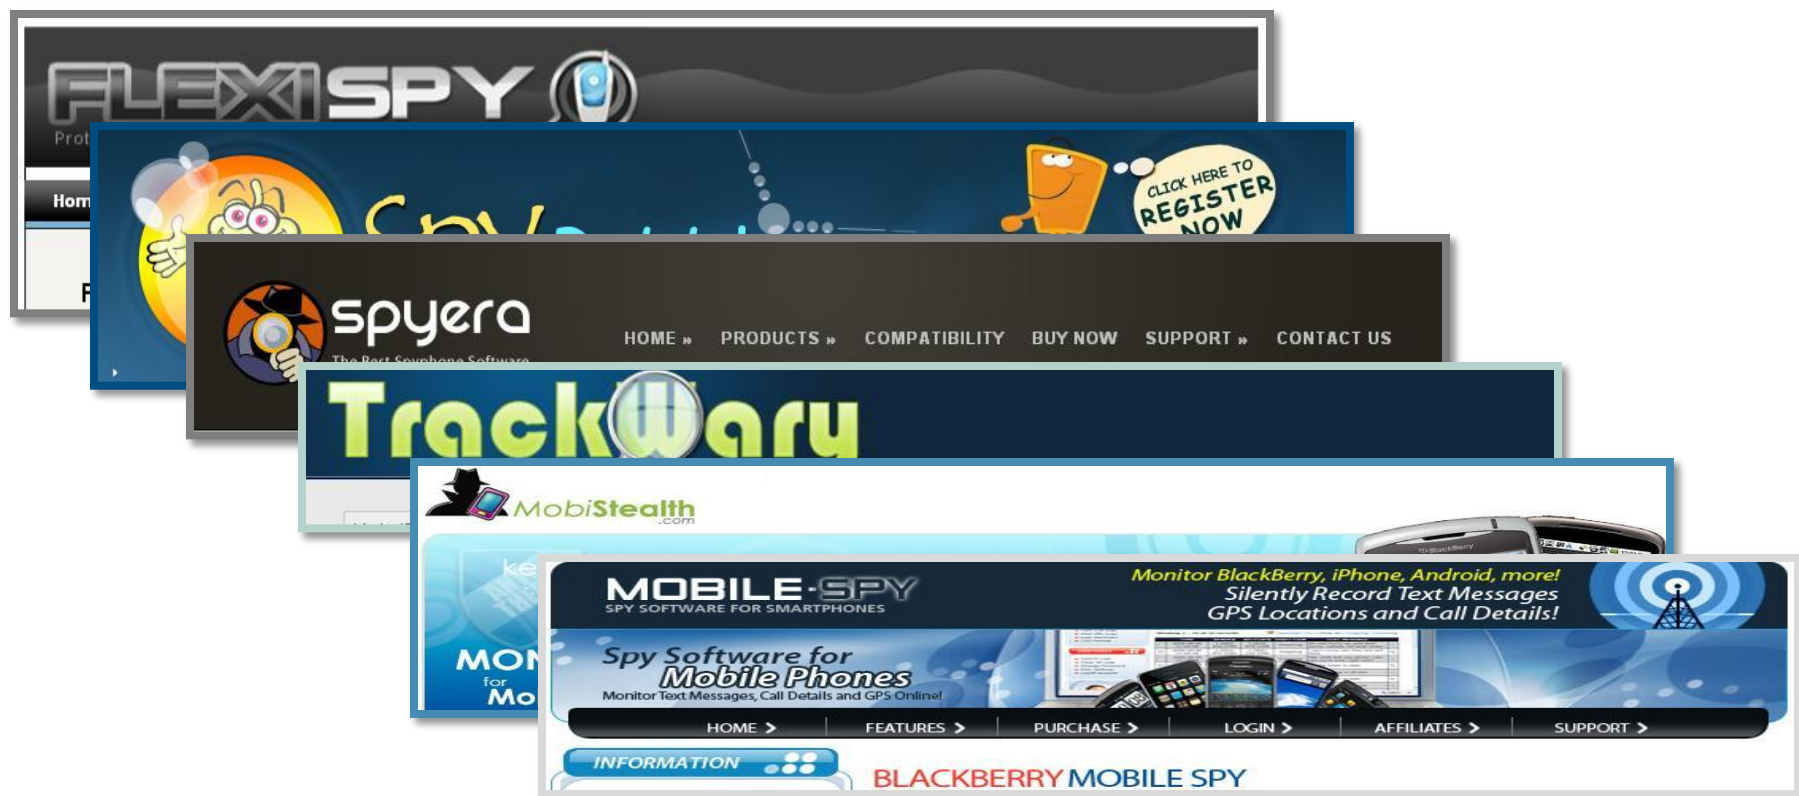 FLEXISPY
Hom
Spy
CLICK HERE TO
REGISTER
NOW
spyera
The Best Spyphone Software
HOME » PRODUCTS » COMPATIBILITY BUY NOW SUPPORT » CONTACT US
TrackWary
MobiStealth
.com
BlackBerry
MOBILE-SPY
SPY SOFTWARE FOR SMARTPHONES
Monitor BlackBerry, iPhone, Android, more!
Silently Record Text Messages
GPS Locations and Call Details!
MON
for
Mo
Spy Software for
Mobile Phones
Monitor Text Messages, Call Details and GPS Online!
HOME > FEATURES > PURCHASE > LOGIN > AFFILIATES > SUPPORT >
INFORMATION
BLACKBERRY MOBILE SPY